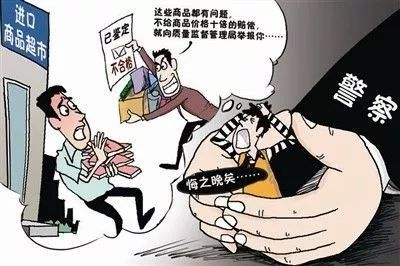 进口
商品超市
已鉴定
不合格
这些商品都有问题，
不给商品价格十倍的赔偿，
就向质量监督管理局举报你……
警察
悔之晚矣……